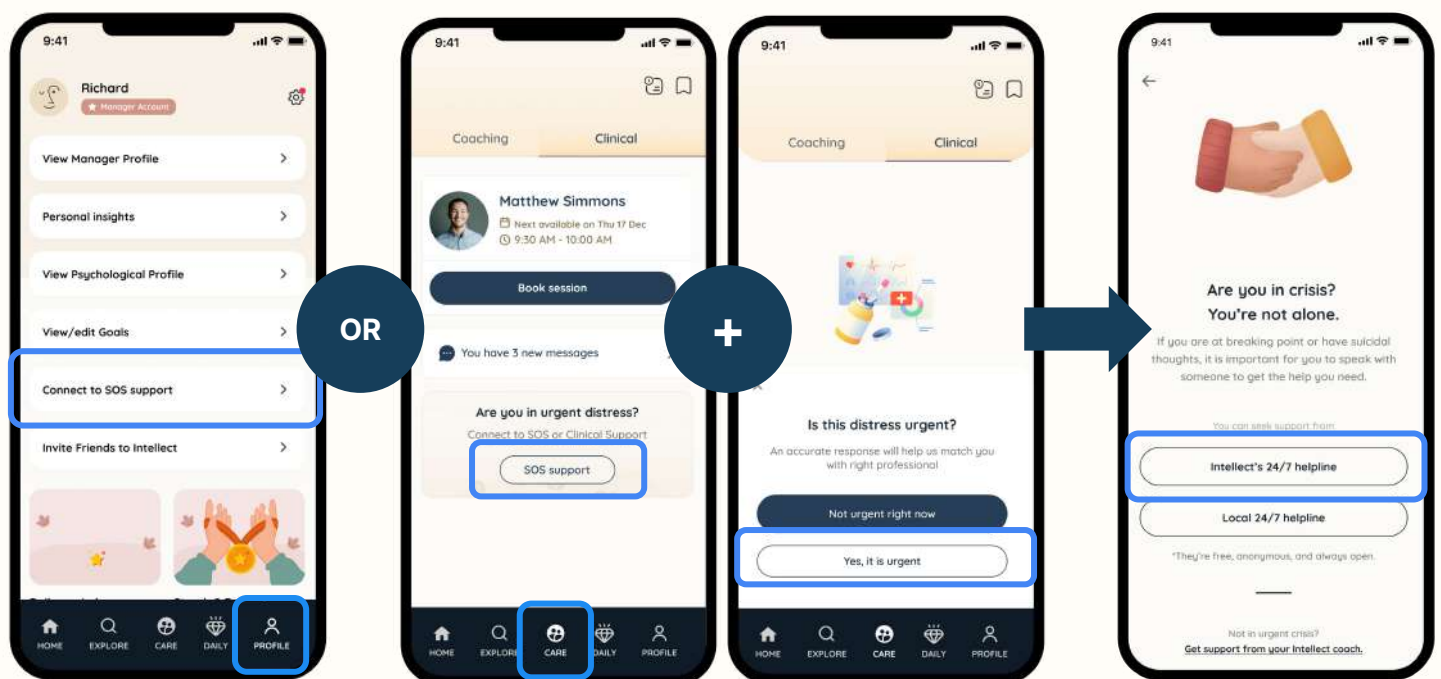 9:41
Richard
Manager Account
View Manager Profile
Personal insights
View Psychological Profile
View/edit Goals
Connect to SOS support
Invite Friends to Intellect
HOME
EXPLORE
CARE
DAILY
PROFILE
OR
9:41
Coaching
Clinical
Matthew Simmons
Next available on Thu 17 Dec
9:30 AM - 10:00 AM
Book session
You have 3 new messages
Are you in urgent distress?
Connect to SOS or Clinical Support
SOS support
HOME
EXPLORE
CARE
DAILY
PROFILE
+
9:41
Coaching
Clinical
Is this distress urgent?
An accurate response will help us match you
with right professional
Not urgent right now
Yes, it is urgent
HOME
EXPLORE
CARE
DAILY
PROFILE
9:41
Are you in crisis?
You're not alone.
If you are at breaking point or have suicidal
thoughts, it is important for you to speak with
someone to get the help you need.
You can seek support from
Intellect's 24/7 helpline
Local 24/7 helpline
*They're free, anonymous, and always open.
Not in urgent crisis?
Get support from your Intellect coach.